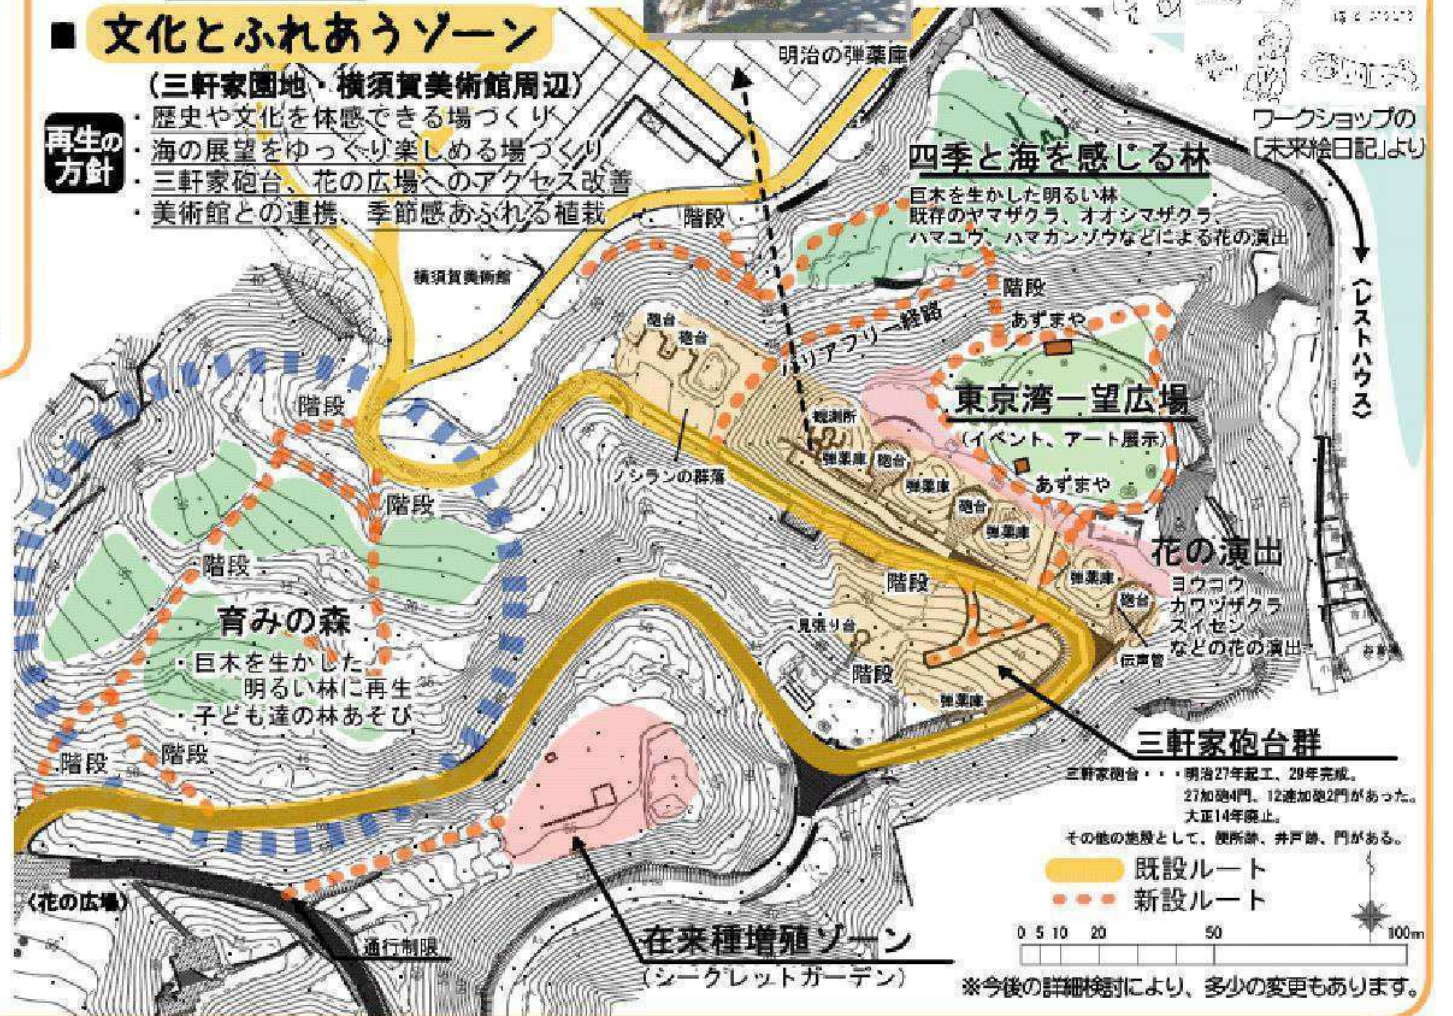 ■ 文化とふれあうゾーン
(三軒家園地・横須賀美術館周辺)
再生の
方針
・歴史や文化を体感できる場づくり
・海の展望をゆっくり楽しめる場づくり
・三軒家砲台、花の広場へのアクセス改善
・美術館との連携、季節感あふれる植栽
明治の弾薬庫
ワークショップの
「未来絵日記」より
〈レストハウス〉
四季と海を感じる林
巨木を生かした明るい林
既存のヤマザクラ、オオシマザクラ、
ハマユウ、ハマカンゾウなどによる花の演出
階段
横須賀美術館
階段
あずまや
リアフリー経路
砲台
砲台
東京湾一望広場
(イベント、アート展示)
あずまや
階段
観測所
弾薬庫
砲台
弾薬庫
砲台
弾薬庫
ノシランの群落
階段
花の演出
ヨウコウ
カワヅザクラ
スイセン
などの花の演出
弾薬庫
砲台
伝声管
階段
階段
見張り台
階段
弾薬庫
育みの森
・巨木を生かした
明るい林に再生
・子ども達の林あそび
階段
階段
三軒家砲台群
三軒家砲台・・・明治27年起工、29年完成。
27加砲4門、12速加砲2門があった。
大正14年廃止。
その他の施設として、便所跡、井戸跡、門がある。
既設ルート
新設ルート
0 5 10 20 50 100m
〈花の広場〉
通行制限
在来種増殖ゾーン
(シークレットガーデン)
※今後の詳細検討により、多少の変更もあります。